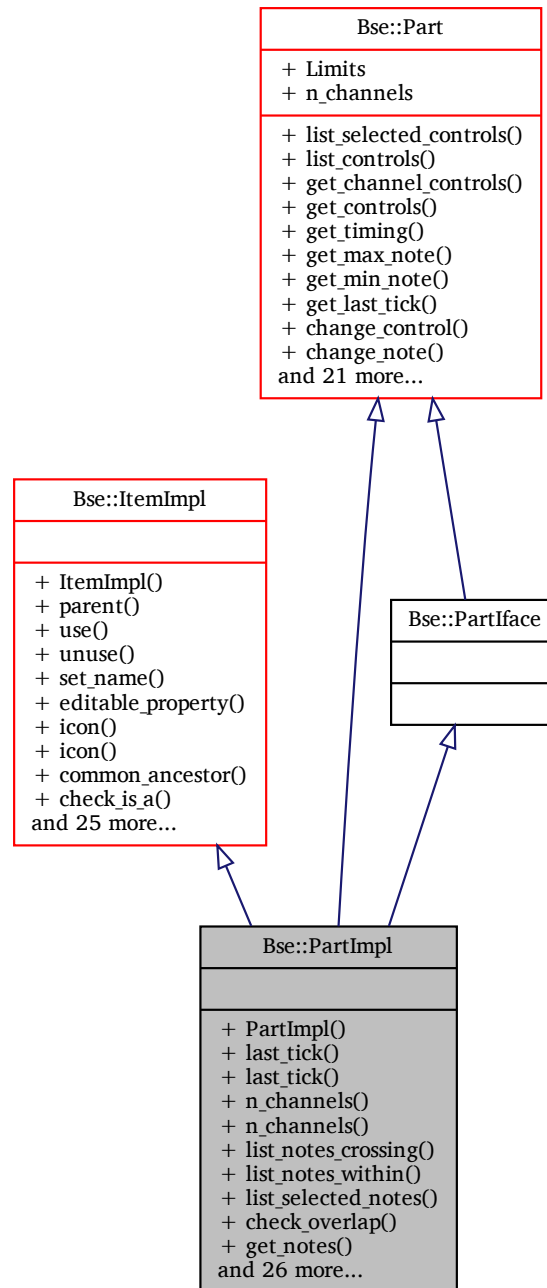 Bse::Part
+ Limits
+ n_channels
+ list_selected_controls()
+ list_controls()
+ get_channel_controls()
+ get_controls()
+ get_timing()
+ get_max_note()
+ get_min_note()
+ get_last_tick()
+ change_control()
+ change_note()
and 21 more...
Bse::ItemImpl
+ ItemImpl()
+ parent()
+ use()
+ unuse()
+ set_name()
+ editable_property()
+ icon()
+ icon()
+ common_ancestor()
+ check_is_a()
and 25 more...
Bse::PartIface
Bse::PartImpl
+ PartImpl()
+ last_tick()
+ last_tick()
+ n_channels()
+ n_channels()
+ list_notes_crossing()
+ list_notes_within()
+ list_selected_notes()
+ check_overlap()
+ get_notes()
and 26 more...